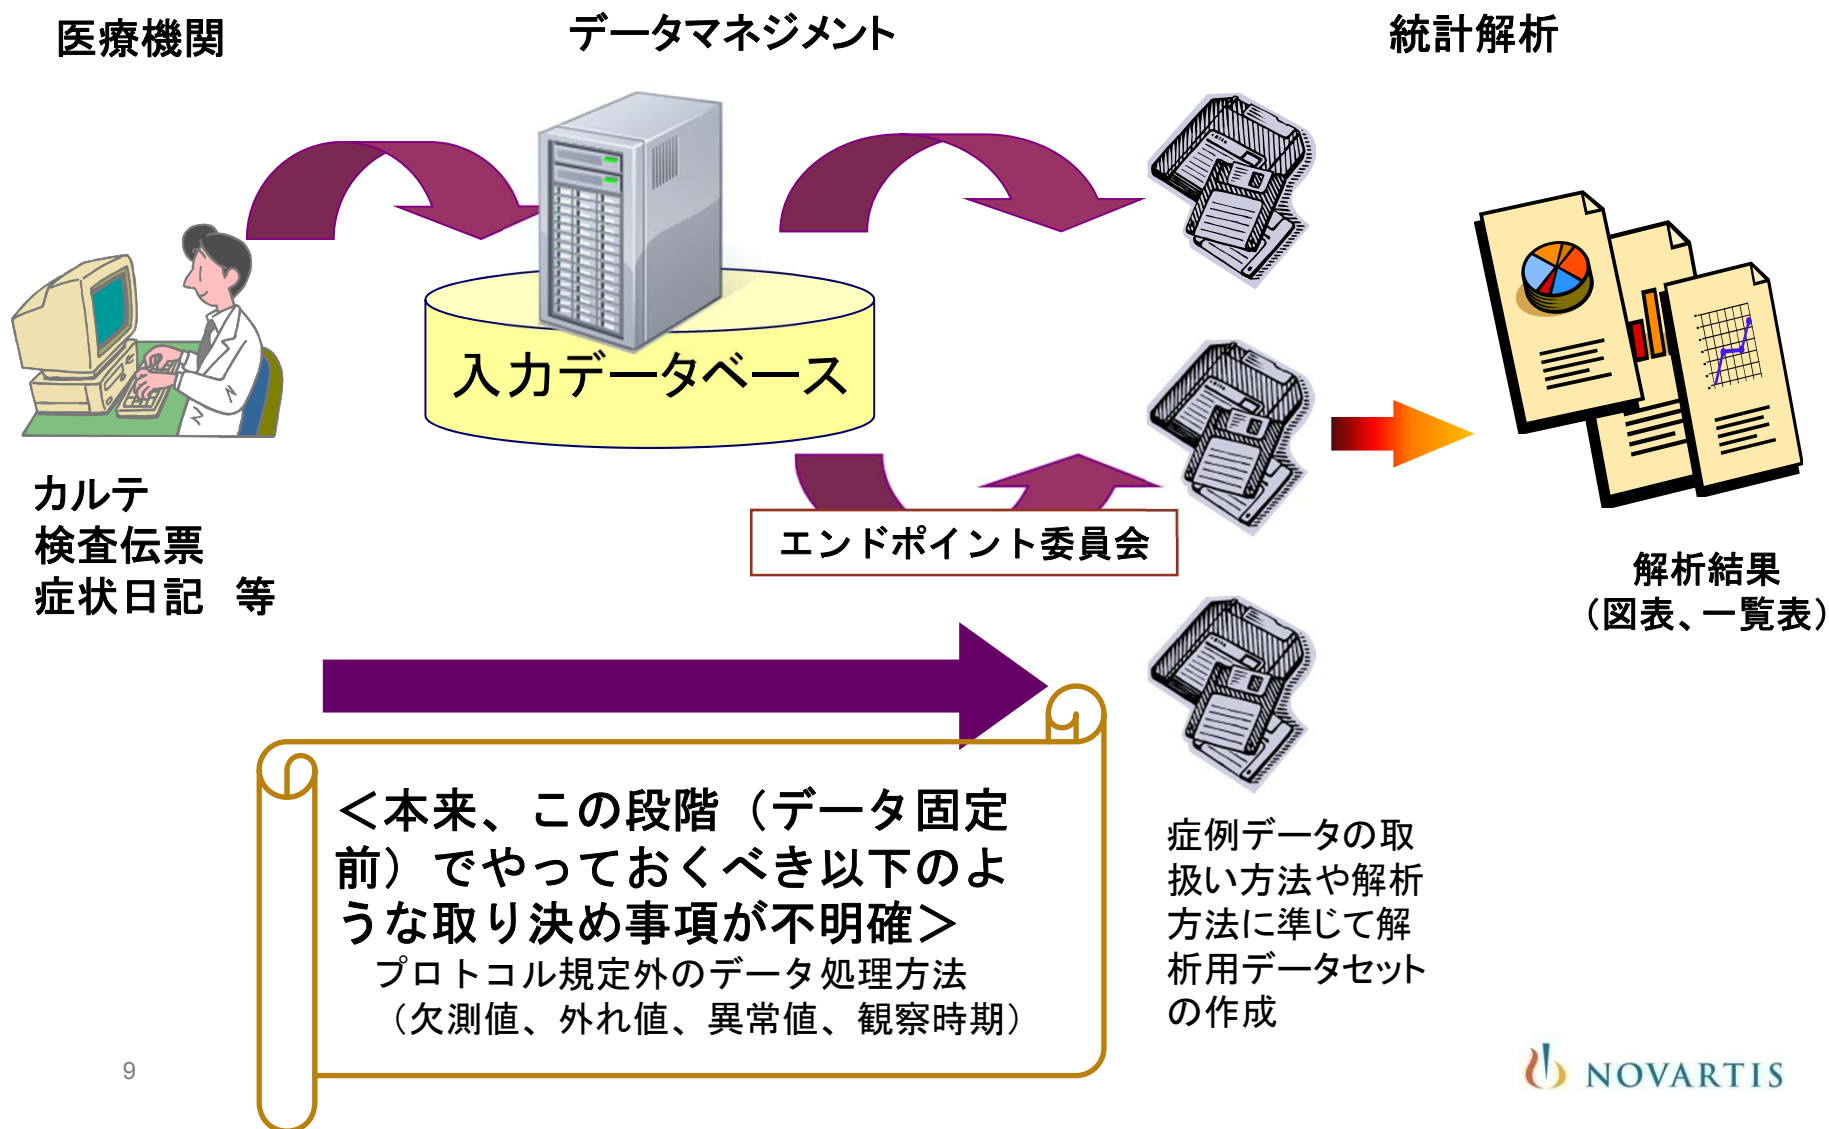 医療機関
データマネジメント
統計解析
入力データベース
カルテ
検査伝票
症状日記　等
エンドポイント委員会
解析結果
（図表、一覧表）
＜本来、この段階（データ固定
前）でやっておくべき以下のよ
うな取り決め事項が不明確＞
プロトコル規定外のデータ処理方法
（欠測値、外れ値、異常値、観察時期）
症例データの取
扱い方法や解析
方法に準じて解
析用データセット
の作成
9
NOVARTIS